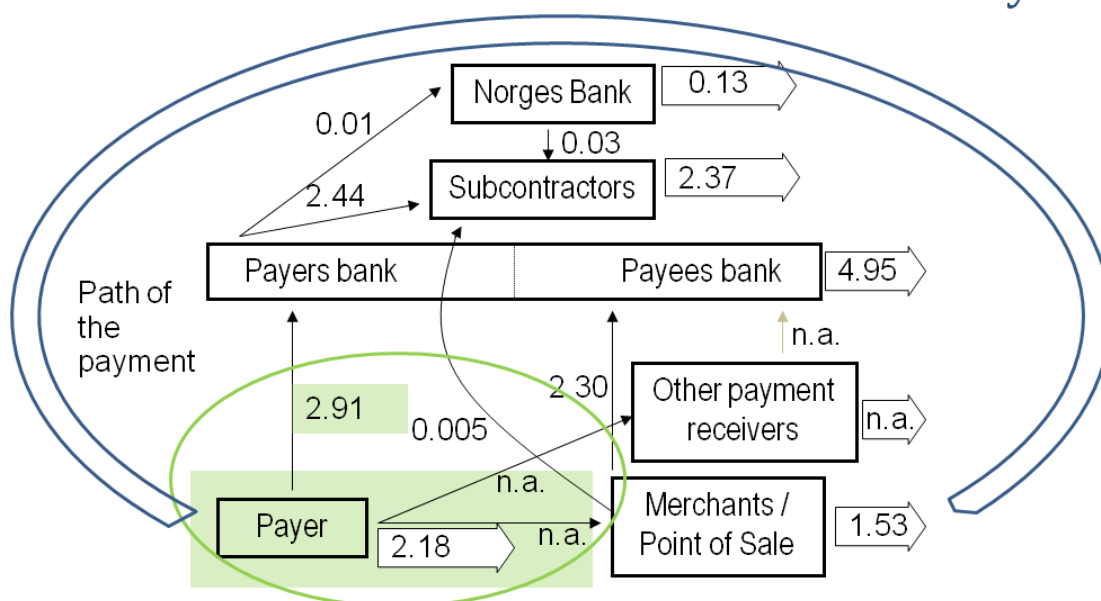 Norges Bank
0.13
0.01
0.03
Subcontractors
2.37
2.44
Payers bank
Payees bank
4.95
Path of
the
payment
n.a.
2.91
0.005
2.30
Other payment
receivers
n.a.
n.a.
Payer
2.18
n.a.
Merchants /
Point of Sale
1.53